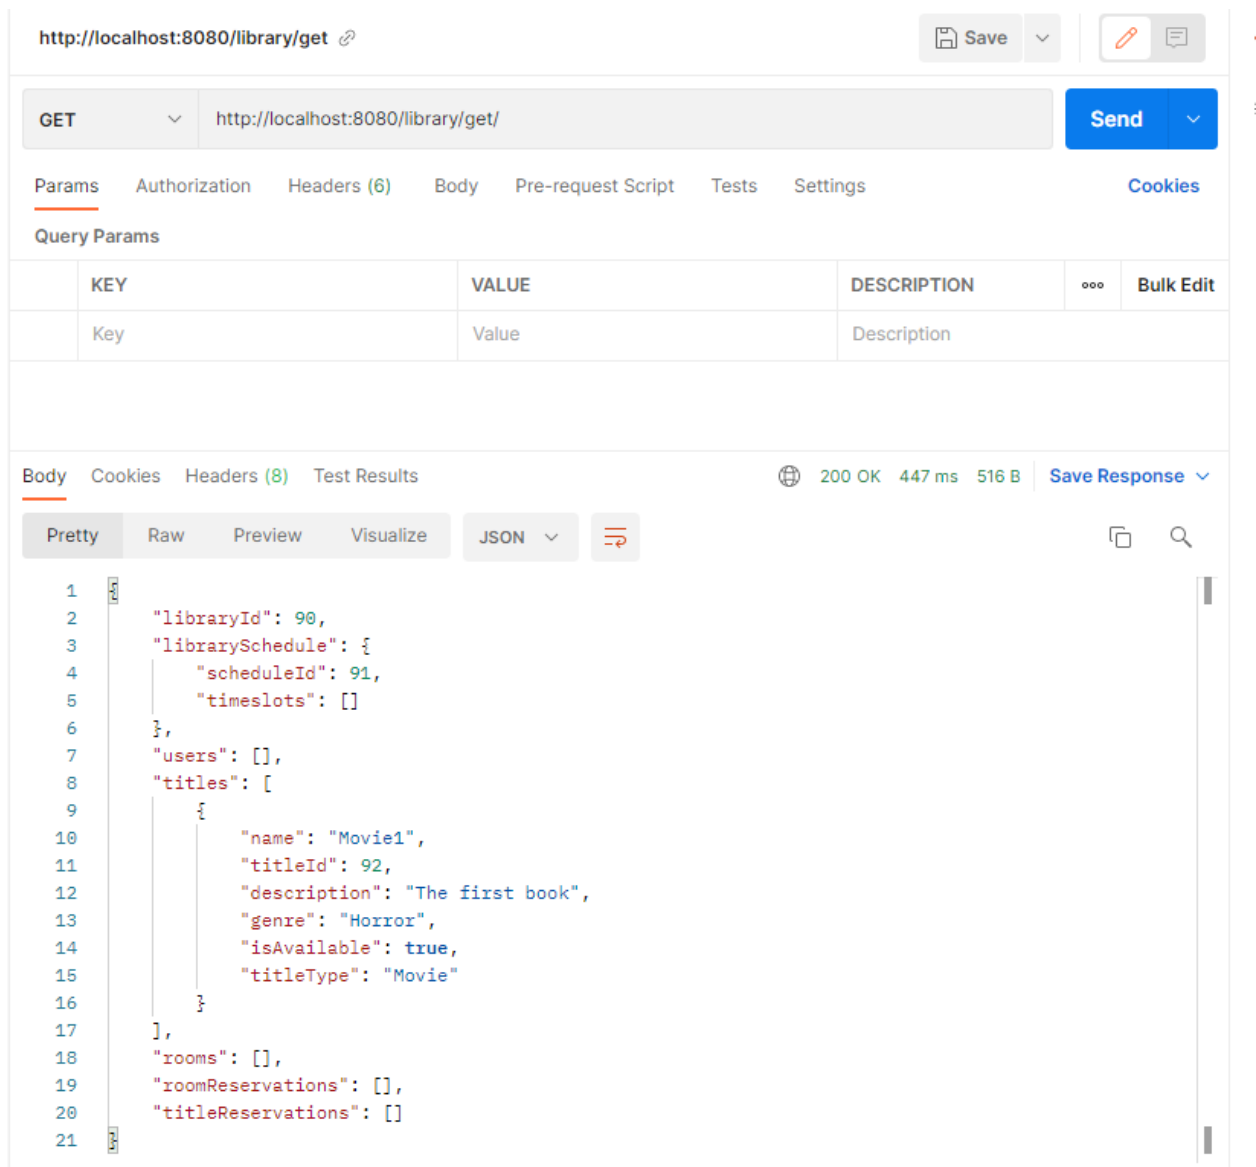 http://localhost:8080/library/get Save
GET http://localhost:8080/library/get/ Send
Params Authorization Headers (6) Body Pre-request Script Tests Settings Cookies
Query Params
KEY VALUE DESCRIPTION ooo Bulk Edit
Key Value Description
Body Cookies Headers (8) Test Results 200 OK 447 ms 516 B Save Response
Pretty Raw Preview Visualize JSON
1 {
2 "libraryId": 90,
3 "librarySchedule": {
4 "scheduleId": 91,
5 "timeslots": []
6 },
7 "users": [],
8 "titles": [
9 {
10 "name": "Movie1",
11 "titleId": 92,
12 "description": "The first book",
13 "genre": "Horror",
14 "isAvailable": true,
15 "titleType": "Movie"
16 }
17 ],
18 "rooms": [],
19 "roomReservations": [],
20 "titleReservations": []
21 }